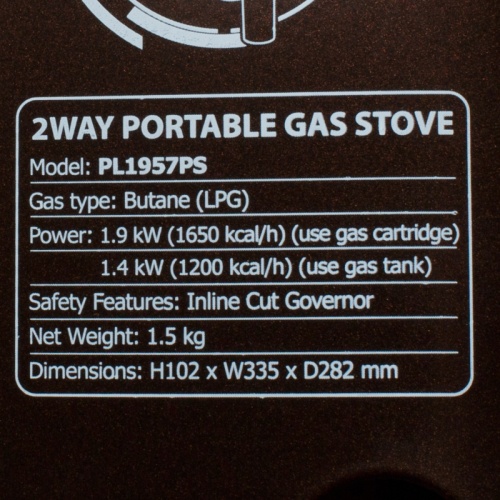 2WAY PORTABLE GAS STOVE
Model: PL1957PS
Gas type: Butane (LPG)
Power: 1.9 kW (1650 kcal/h) (use gas cartridge)
1.4 kW (1200 kcal/h) (use gas tank)
Safety Features: Inline Cut Governor
Net Weight: 1.5 kg
Dimensions: H102 x W335 x D282 mm